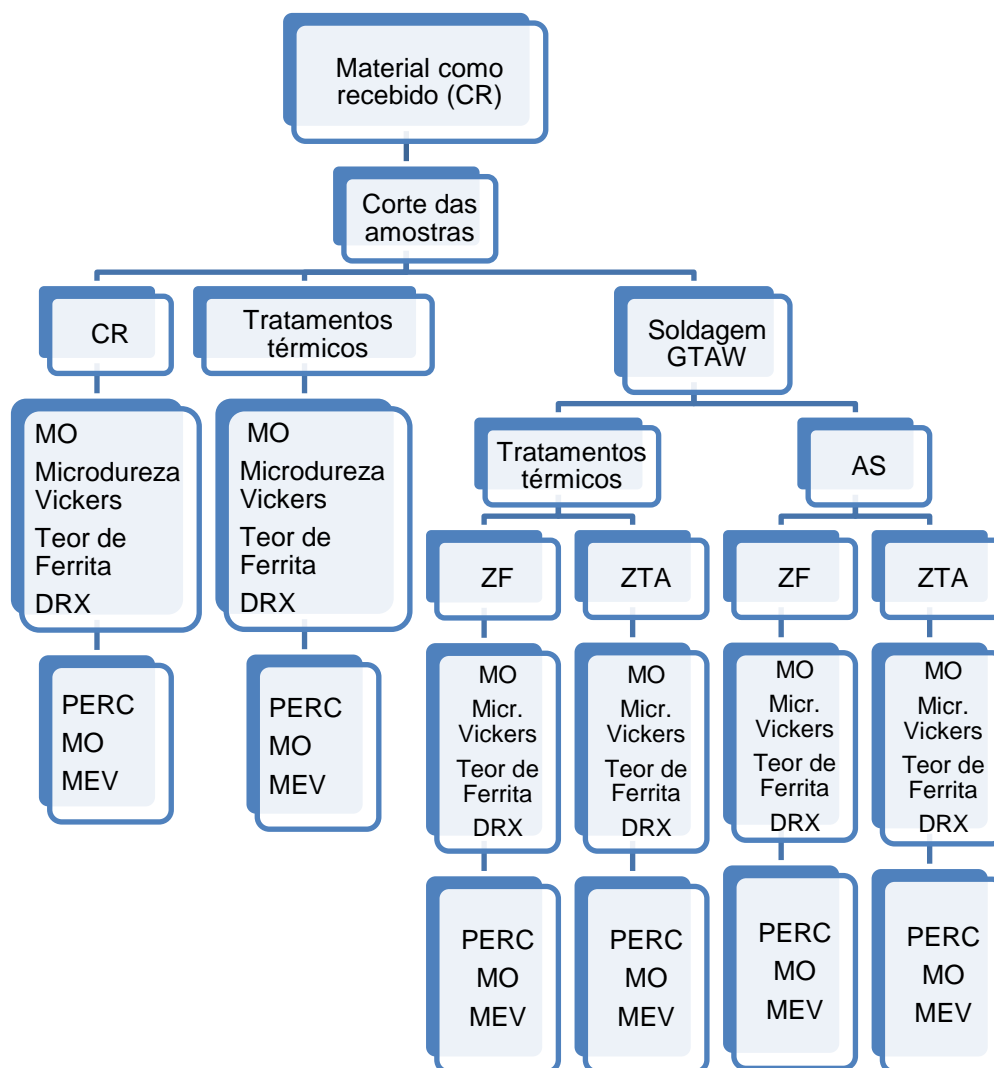 Material como
recebido (CR)
Corte das
amostras
CR
Tratamentos
térmicos
Soldagem
GTAW
MO
Microdureza
Vickers
Teor de
Ferrita
DRX
MO
Microdureza
Vickers
Teor de
Ferrita
DRX
Tratamentos
térmicos
AS
ZF
ZTA
ZF
ZTA
PERC
MO
MEV
PERC
MO
MEV
MO
Micr.
Vickers
Teor de
Ferrita
DRX
MO
Micr.
Vickers
Teor de
Ferrita
DRX
MO
Micr.
Vickers
Teor de
Ferrita
DRX
MO
Micr.
Vickers
Teor de
Ferrita
DRX
PERC
MO
MEV
PERC
MO
MEV
PERC
MO
MEV
PERC
MO
MEV